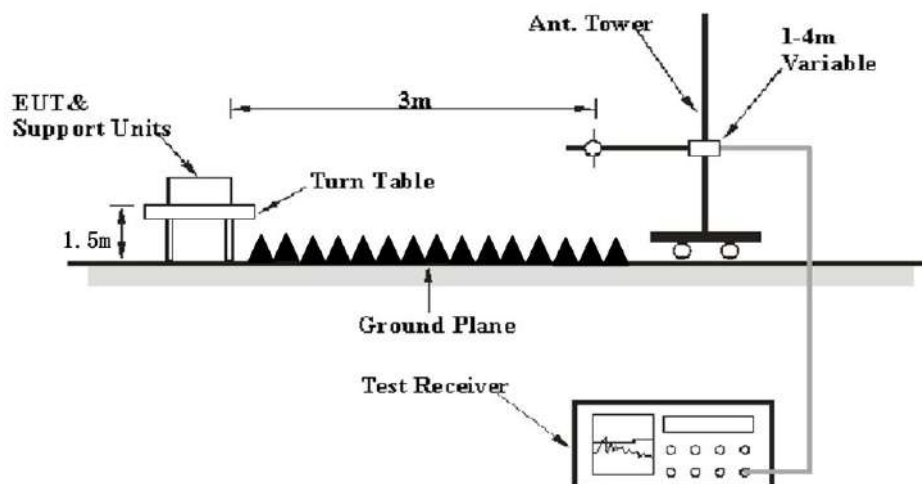 Ant. Tower
1-4m
Variable
3m
EUT&
Support Units
Turn Table
1.5m
Ground Plane
Test Receiver